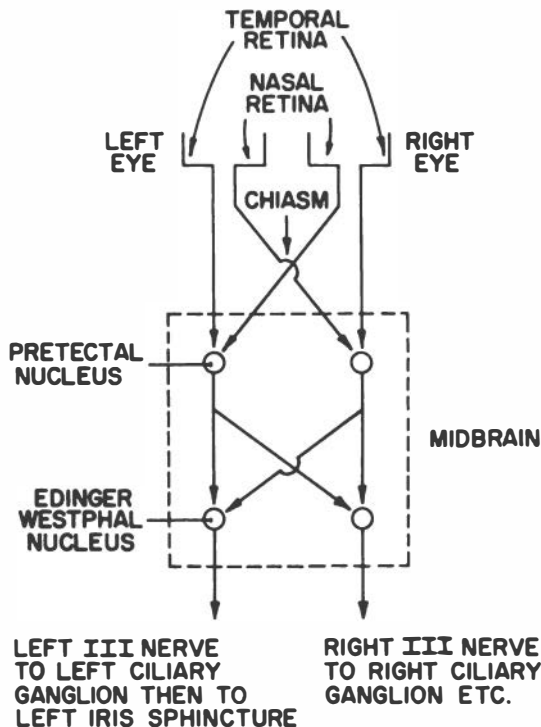 TEMPORAL
RETINA
NASAL
RETINA
LEFT
EYE
RIGHT
EYE
CHIASM
PRETECTAL
NUCLEUS
MIDBRAIN
EDINGER
WESTPHAL
NUCLEUS
LEFT III NERVE
TO LEFT CILIARY
GANGLION THEN TO
LEFT IRIS SPHINCTURE
RIGHT III NERVE
TO RIGHT CILIARY
GANGLION ETC.